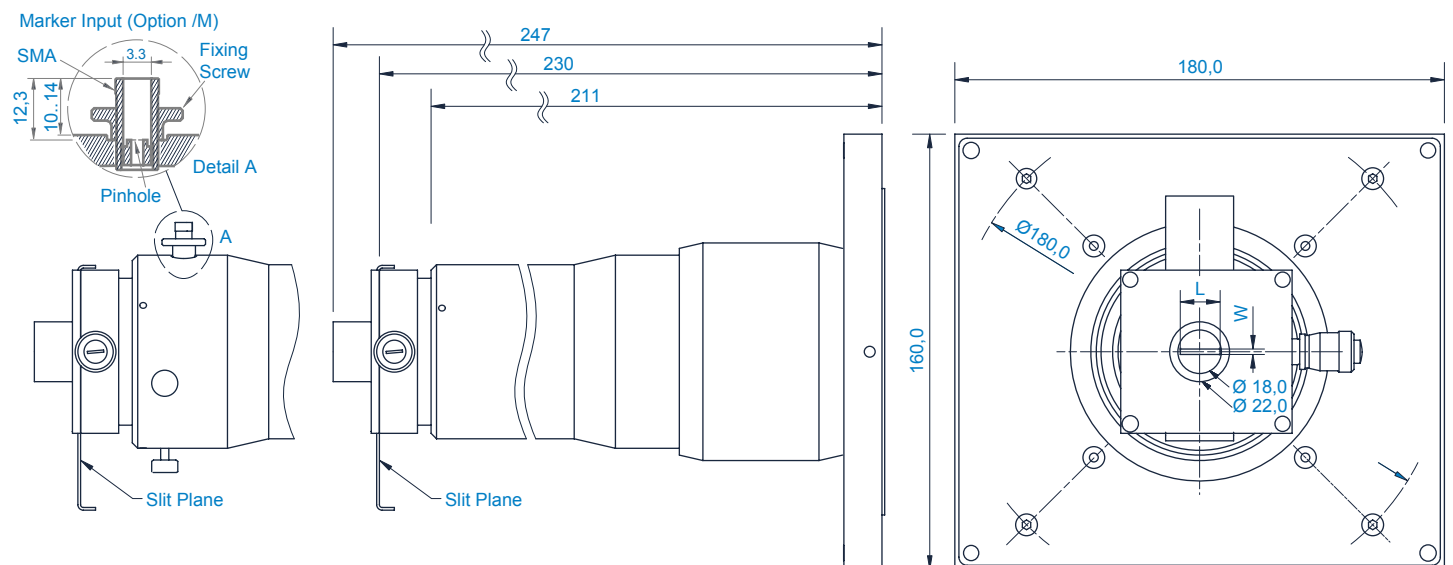 Marker Input (Option /M)
SMA
3.3
Fixing
Screw
12,3
10..14
Detail A
Pinhole
A
Slit Plane
247
230
211
Slit Plane
180,0
160,0
Ø180,0
L
W
Ø 18,0
Ø 22,0